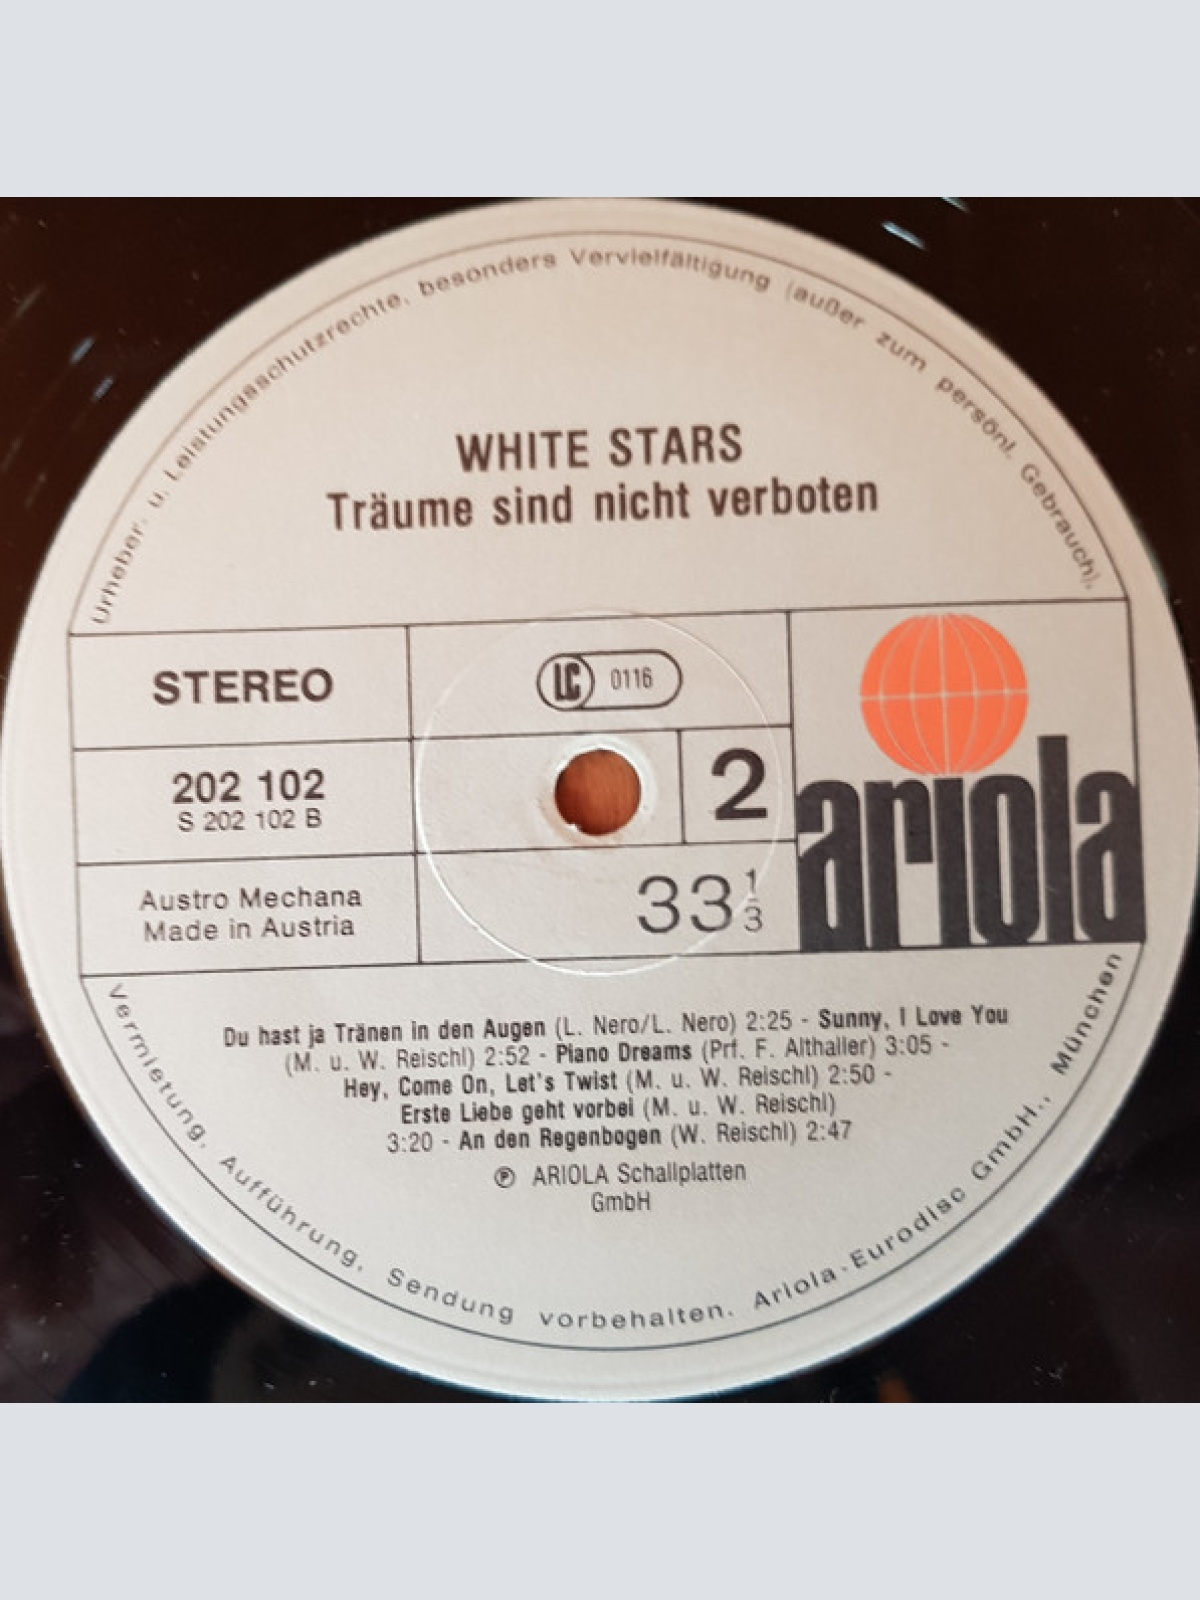 Urheber- u. Leistungsschutzrechte, besonders Vervielfältigung (außer zum persönl. Gebrauch),
WHITE STARS
Träume sind nicht verboten
STEREO
LC 0116
202 102
S 202 102 B
2
ariola
Austro Mechana
Made in Austria
33 1/3
Du hast ja Tränen in den Augen (L. Nero/L. Nero) 2:25 - Sunny, I Love You
(M. u. W. Reischl) 2:52 - Piano Dreams (Prf. F. Althaller) 3:05 -
Hey, Come On, Let's Twist (M. u. W. Reischl) 2:50 -
Erste Liebe geht vorbei (M. u. W. Reischl)
3:20 - An den Regenbogen (W. Reischl) 2:47
℗ ARIOLA Schallplatten
GmbH
Vermietung, Aufführung, Sendung vorbehalten. Ariola-Eurodisc GmbH., München